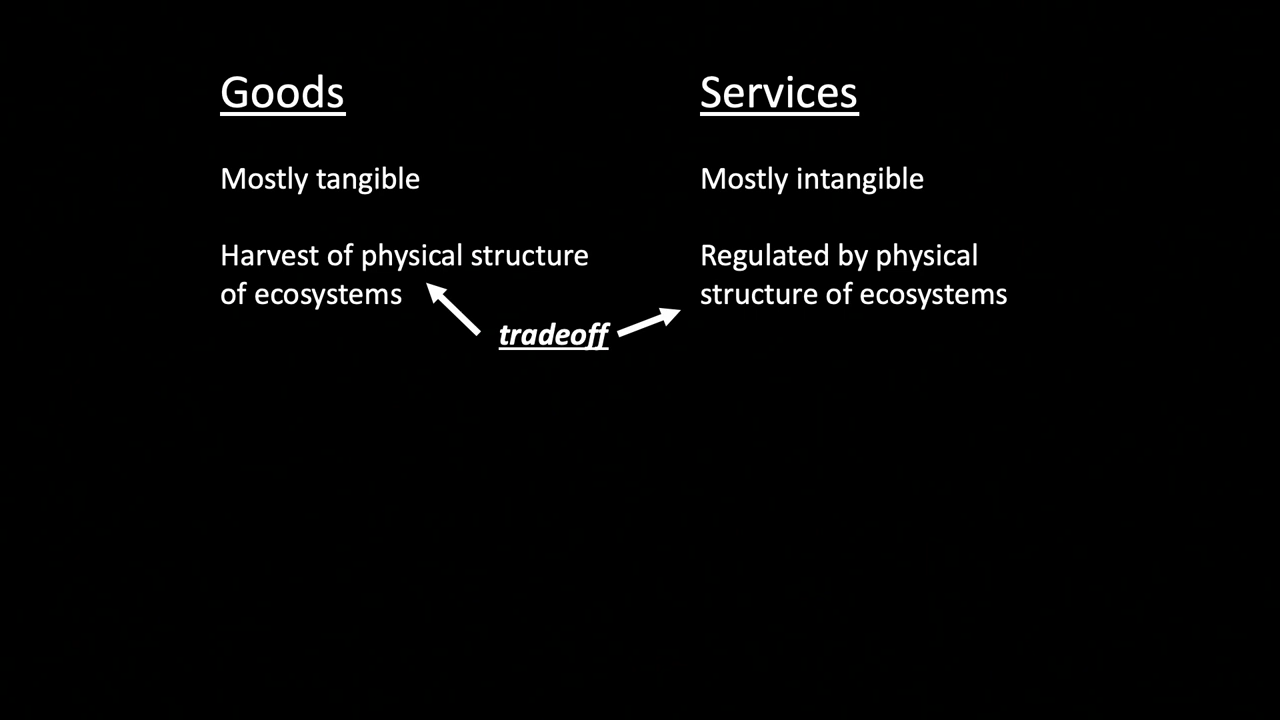 Goods
Services
Mostly tangible
Mostly intangible
Harvest of physical structure
of ecosystems
Regulated by physical
structure of ecosystems
tradeoff